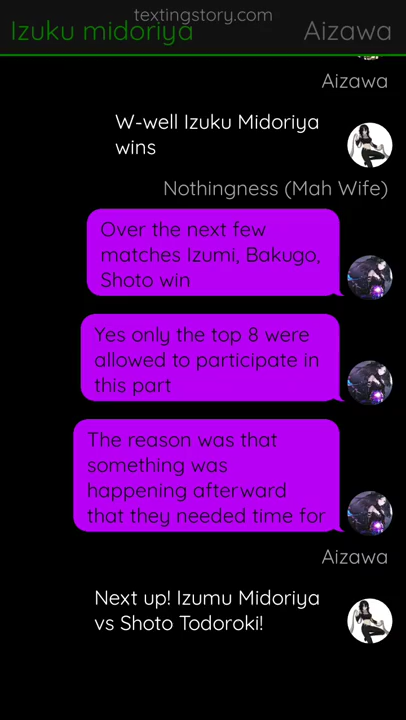 textingstory.com
Izuku midoriya
Aizawa
Aizawa
W-well Izuku Midoriya
wins
Nothingness (Mah Wife)
Over the next few
matches Izumi, Bakugo,
Shoto win
Yes only the top 8 were
allowed to participate in
this part
The reason was that
something was
happening afterward
that they needed time for
Aizawa
Next up! Izumu Midoriya
vs Shoto Todoroki!